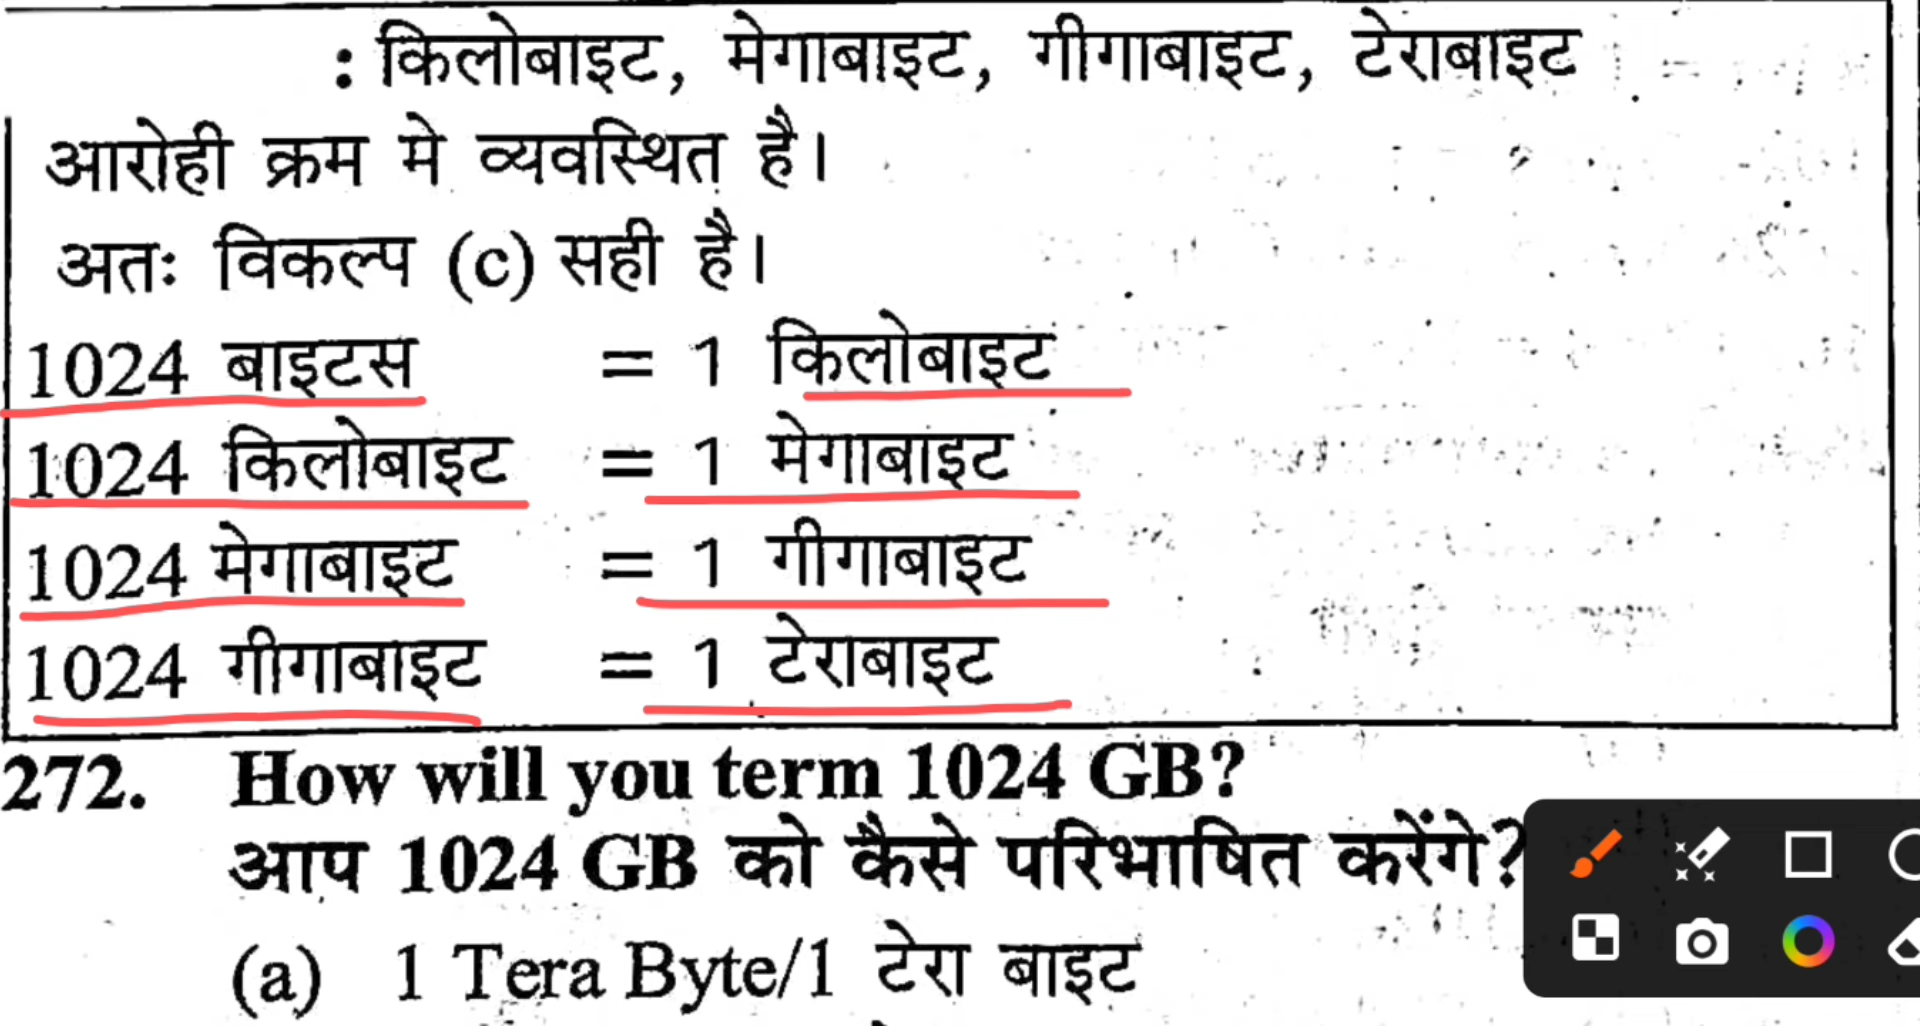 : किलोबाइट, मेगाबाइट, गीगाबाइट, टेराबाइट
आरोही क्रम मे व्यवस्थित है।
अतः विकल्प (c) सही है।
1024 बाइटस = 1 किलोबाइट
1024 किलोबाइट = 1 मेगाबाइट
1024 मेगाबाइट = 1 गीगाबाइट
1024 गीगाबाइट = 1 टेराबाइट
272. How will you term 1024 GB?
आप 1024 GB को कैसे परिभाषित करेंगे?
(a) 1 Tera Byte/1 टेरा बाइट